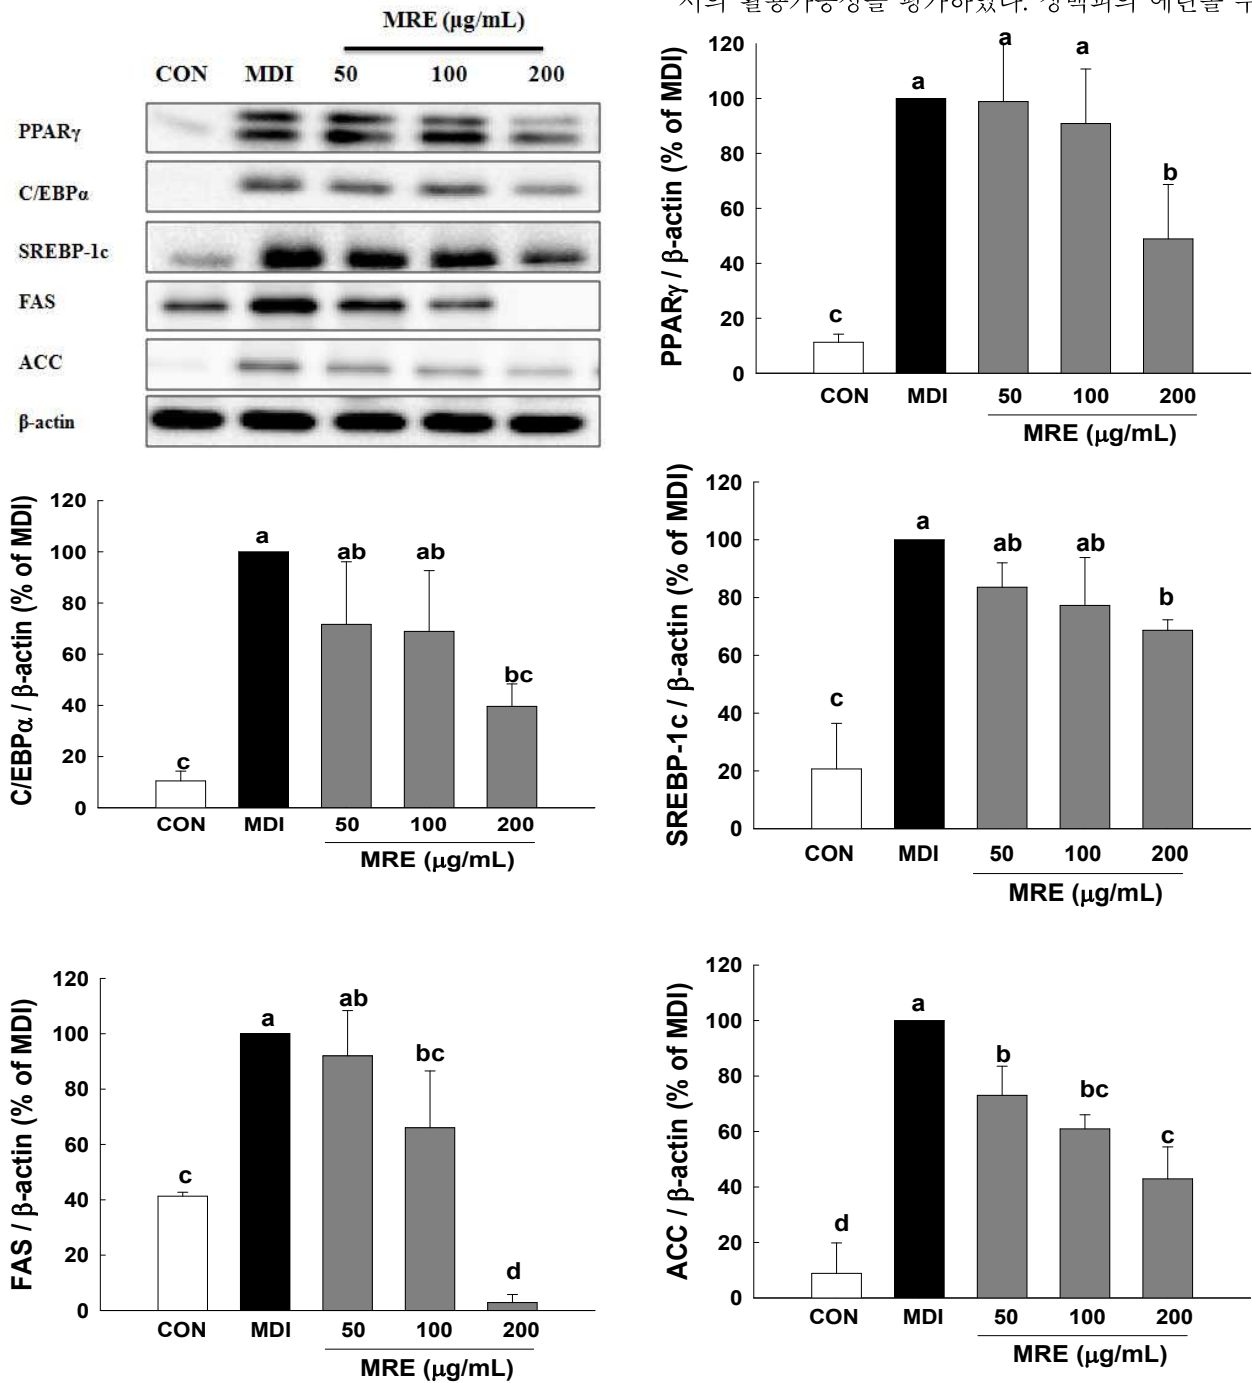 MRE (μg/mL)
CON MDI 50 100 200
PPARγ
C/EBPα
SREBP-1c
FAS
ACC
β-actin
PPARγ / β-actin (% of MDI)
120
100
80
60
40
20
0
c a a a b
CON MDI 50 100 200
MRE (μg/mL)
C/EBPα / β-actin (% of MDI)
120
100
80
60
40
20
0
c a ab ab bc
CON MDI 50 100 200
MRE (μg/mL)
SREBP-1c / β-actin (% of MDI)
120
100
80
60
40
20
0
c a ab ab b
CON MDI 50 100 200
MRE (μg/mL)
FAS / β-actin (% of MDI)
120
100
80
60
40
20
0
c a ab bc d
CON MDI 50 100 200
MRE (μg/mL)
ACC / β-actin (% of MDI)
120
100
80
60
40
20
0
d a b bc c
CON MDI 50 100 200
MRE (μg/mL)